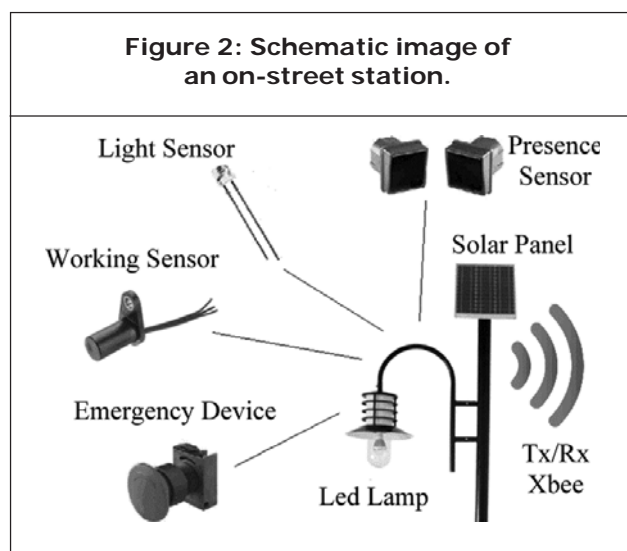 Figure 2: Schematic image of
an on-street station.
Light Sensor
Presence
Sensor
Solar Panel
Working Sensor
Emergency Device
Led Lamp
Tx/Rx
Xbee